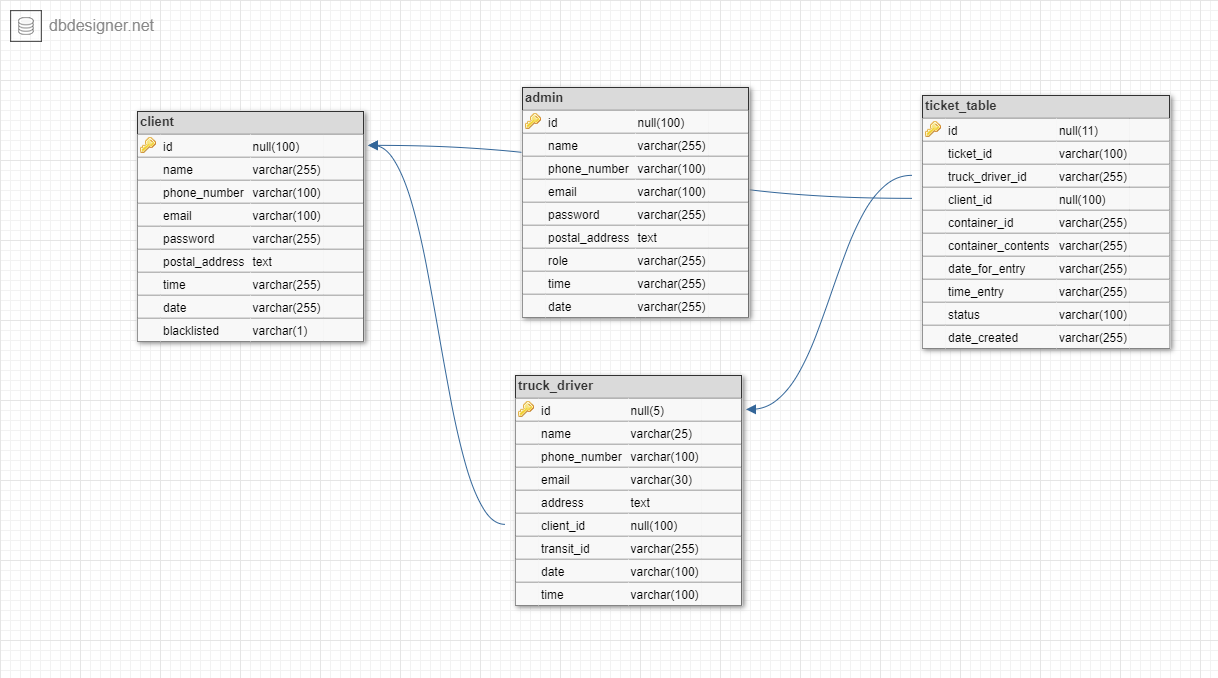 dbdesigner.net
client
id null(100)
name varchar(255)
phone_number varchar(100)
email varchar(100)
password varchar(255)
postal_address text
time varchar(255)
date varchar(255)
blacklisted varchar(1)
admin
id null(100)
name varchar(255)
phone_number varchar(100)
email varchar(100)
password varchar(255)
postal_address text
role varchar(255)
time varchar(255)
date varchar(255)
ticket_table
id null(11)
ticket_id varchar(100)
truck_driver_id varchar(255)
client_id null(100)
container_id varchar(255)
container_contents varchar(255)
date_for_entry varchar(255)
time_entry varchar(255)
status varchar(100)
date_created varchar(255)
truck_driver
id null(5)
name varchar(25)
phone_number varchar(100)
email varchar(30)
address text
client_id null(100)
transit_id varchar(255)
date varchar(100)
time varchar(100)